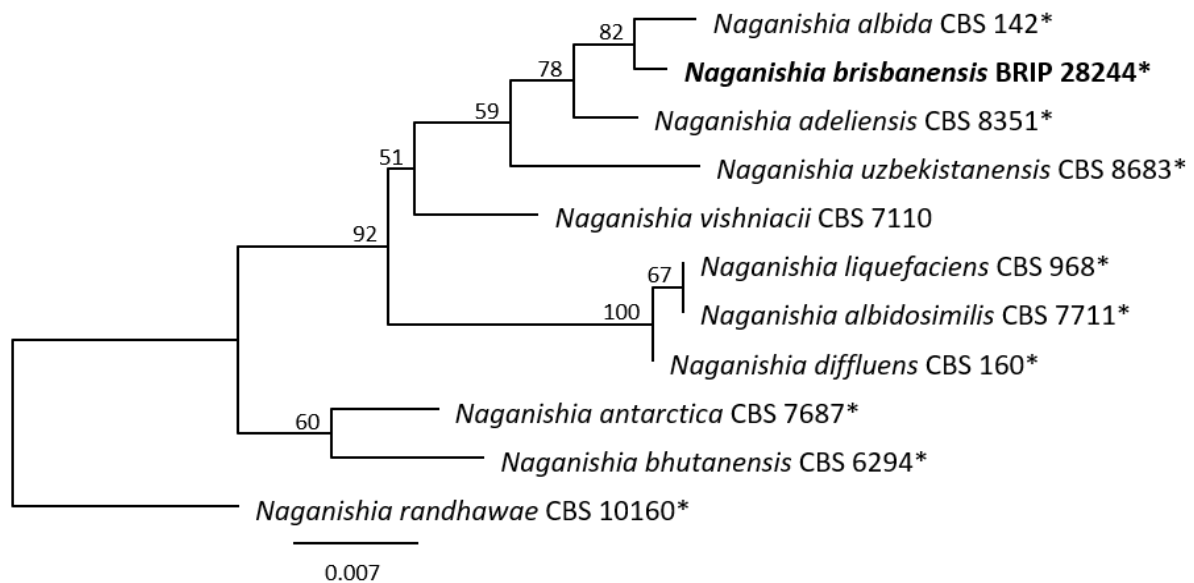 82
Naganishia albida CBS 142*
Naganishia brisbanensis BRIP 28244*
78
Naganishia adeliensis CBS 8351*
59
Naganishia uzbekistanensis CBS 8683*
51
Naganishia vishniacii CBS 7110
92
Naganishia liquefaciens CBS 968*
67
Naganishia albidosimilis CBS 7711*
100
Naganishia diffluens CBS 160*
Naganishia antarctica CBS 7687*
60
Naganishia bhutanensis CBS 6294*
Naganishia randhawae CBS 10160*
0.007